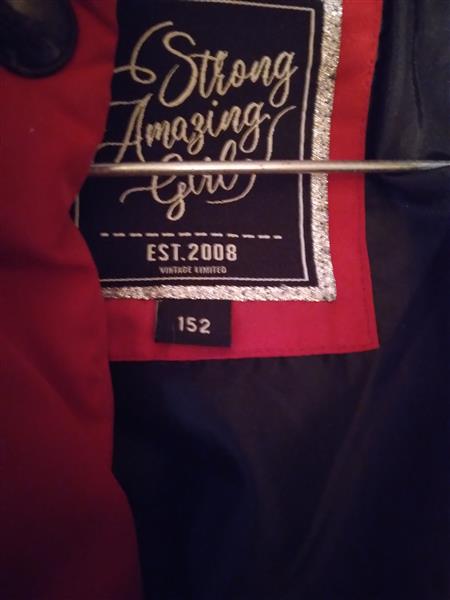 Strong
Amazing
Girl
EST.2008
VINTAGE LIMITED
152